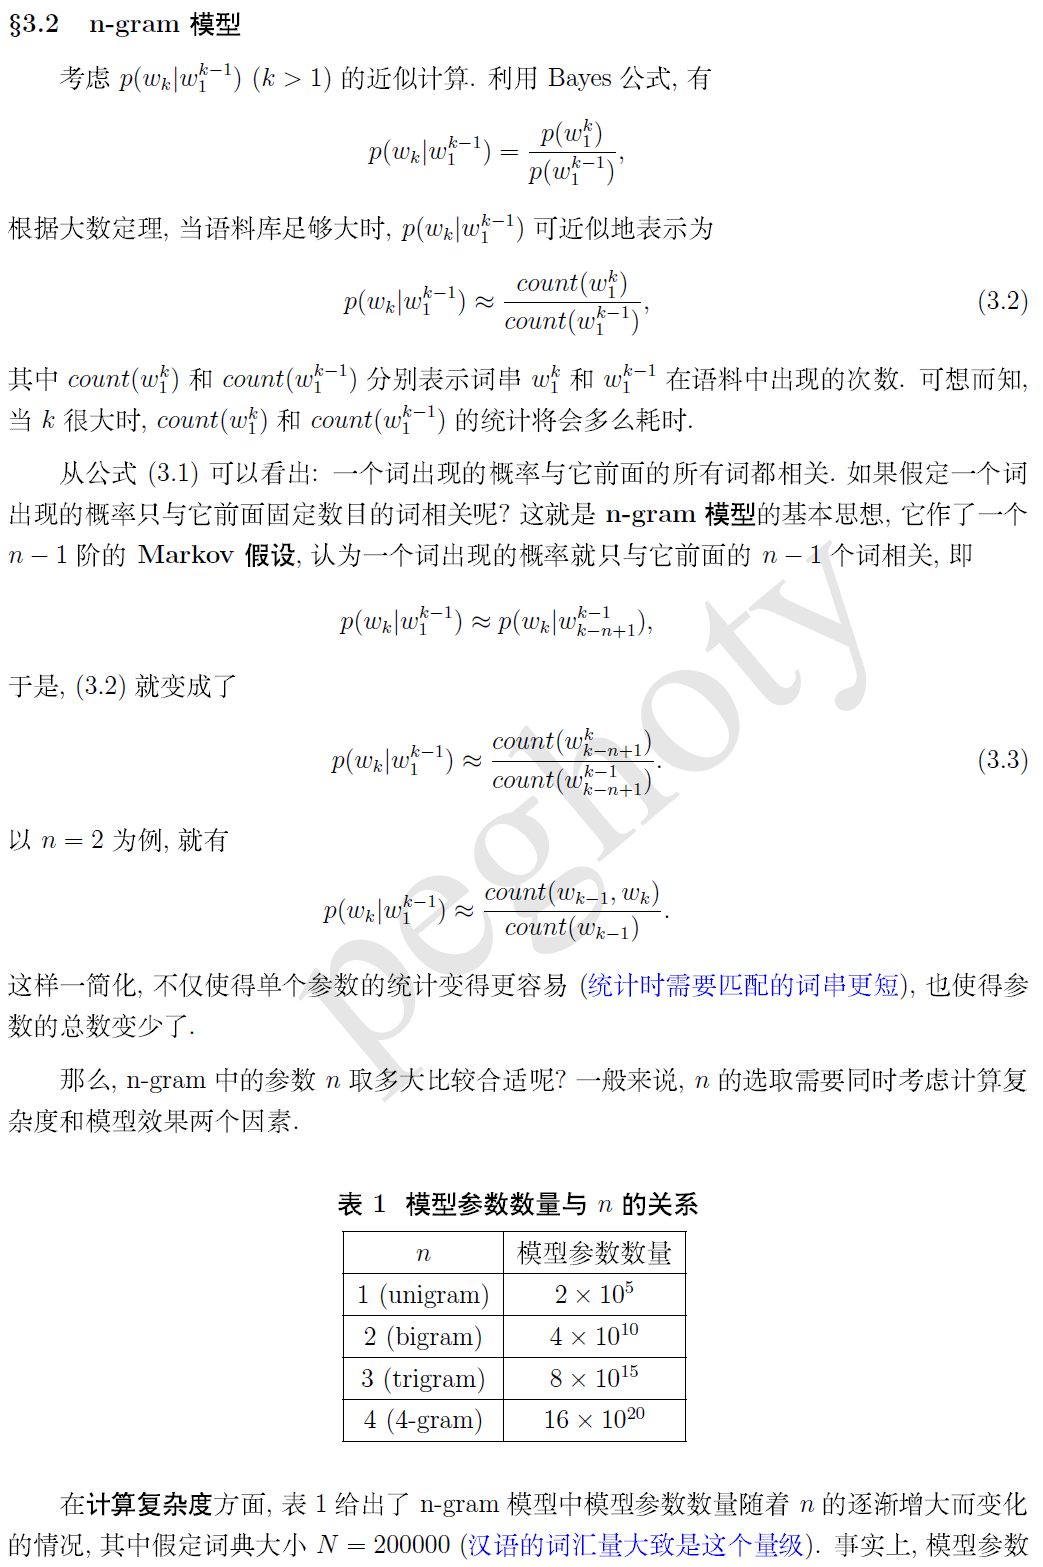 §3.2 n-gram 模型
考虑 p(w_k|w_1^{k−1}) (k > 1) 的近似计算. 利用 Bayes 公式, 有
p(w_k|w_1^{k−1}) = \frac{p(w_1^k)}{p(w_1^{k−1})},
根据大数定理, 当语料库足够大时, p(w_k|w_1^{k−1}) 可近似地表示为
p(w_k|w_1^{k−1}) ≈ \frac{count(w_1^k)}{count(w_1^{k−1})}, (3.2)
其中 count(w_1^k) 和 count(w_1^{k−1}) 分别表示词串 w_1^k 和 w_1^{k−1} 在语料中出现的次数. 可想而知,
当 k 很大时, count(w_1^k) 和 count(w_1^{k−1}) 的统计将会多么耗时.
从公式 (3.1) 可以看出: 一个词出现的概率与它前面的所有词都相关. 如果假定一个词
出现的概率只与它前面固定数目的词相关呢? 这就是 n-gram 模型的基本思想, 它作了一个
n − 1 阶的 Markov 假设, 认为一个词出现的概率就只与它前面的 n − 1 个词相关, 即
p(w_k|w_1^{k−1}) ≈ p(w_k|w_{k−n+1}^{k−1}),
于是, (3.2) 就变成了
p(w_k|w_1^{k−1}) ≈ \frac{count(w_{k−n+1}^k)}{count(w_{k−n+1}^{k−1})}. (3.3)
以 n = 2 为例, 就有
p(w_k|w_1^{k−1}) ≈ \frac{count(w_{k−1}, w_k)}{count(w_{k−1})}.
这样一简化, 不仅使得单个参数的统计变得更容易 (统计时需要匹配的词串更短), 也使得参
数的总数变少了.
那么, n-gram 中的参数 n 取多大比较合适呢? 一般来说, n 的选取需要同时考虑计算复
杂度和模型效果两个因素.
表 1 模型参数数量与 n 的关系
n 模型参数数量
1 (unigram) 2 × 10^5
2 (bigram) 4 × 10^{10}
3 (trigram) 8 × 10^{15}
4 (4-gram) 16 × 10^{20}
在计算复杂度方面, 表 1 给出了 n-gram 模型中模型参数数量随着 n 的逐渐增大而变化
的情况, 其中假定词典大小 N = 200000 (汉语的词汇量大致是这个量级). 事实上, 模型参数
peghoty